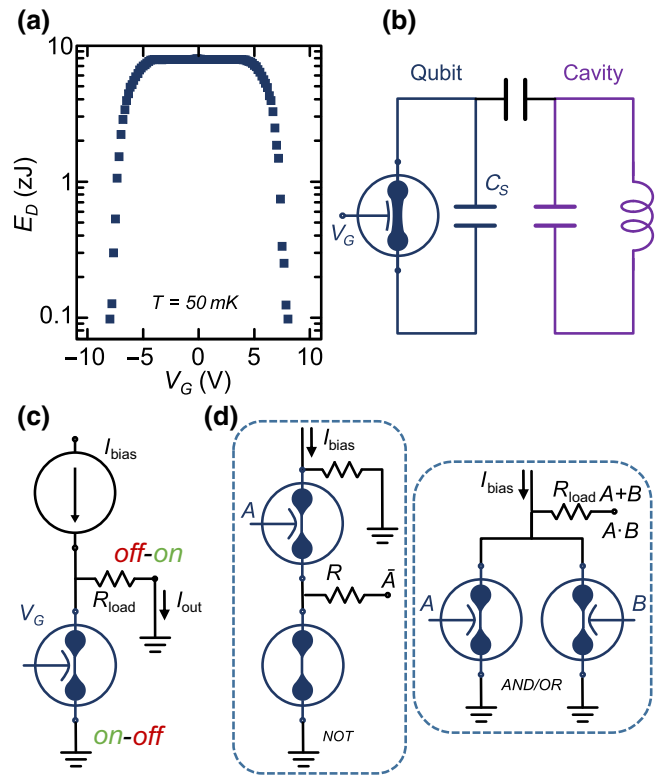 (a)
E_D (zJ)
10
1
0.1
T = 50 mK
−10 −5 0 5 10
V_G (V)
(b)
Qubit
Cavity
C_S
V_G
(c)
I_bias
off-on
R_load
I_out
V_G
on-off
(d)
I_bias
A
R
Ā
NOT
I_bias
R_load
A+B
A·B
A
B
AND/OR